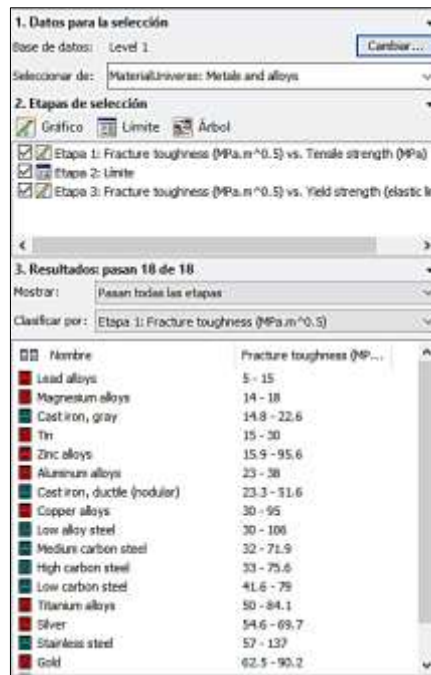 1. Datos para la selección
Base de datos: Level 1 Cambiar...
Seleccionar de: MaterialUniverse: Metals and alloys
2. Etapas de selección
Gráfico Límite Árbol
Etapa 1: Fracture toughness (MPa.m^0.5) vs. Tensile strength (MPa)
Etapa 2: Límite
Etapa 3: Fracture toughness (MPa.m^0.5) vs. Yield strength (elastic
3. Resultados: pasan 18 de 18
Mostrar: Pasan todas las etapas
Clasificar por: Etapa 1: Fracture toughness (MPa.m^0.5)
Nombre Fracture toughness (MP...
Lead alloys 5 - 15
Magnesium alloys 14 - 18
Cast iron, gray 14.8 - 22.6
Tin 15 - 30
Zinc alloys 15.9 - 95.6
Aluminum alloys 23 - 38
Cast iron, ductile (nodular) 23.3 - 51.6
Copper alloys 30 - 95
Low alloy steel 30 - 106
Medium carbon steel 32 - 71.9
High carbon steel 33 - 75.6
Low carbon steel 41.6 - 79
Titanium alloys 50 - 84.1
Silver 54.6 - 69.7
Stainless steel 57 - 137
Gold 62.5 - 90.2